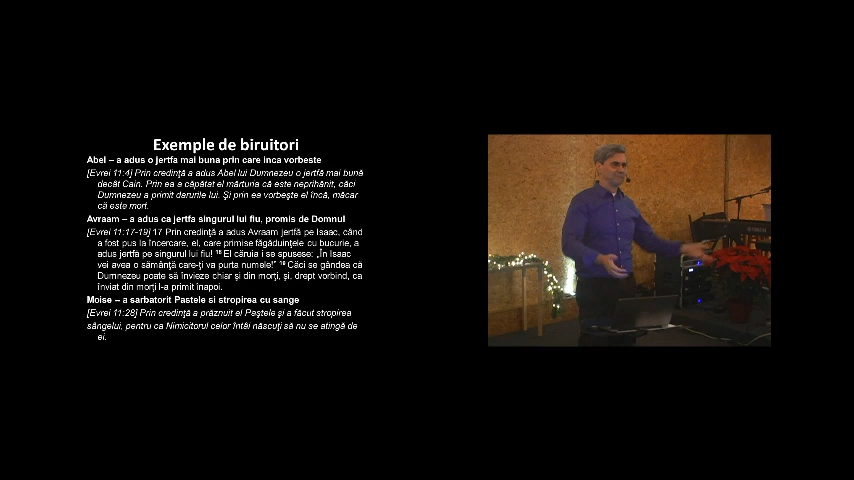 Exemple de biruitori
Abel – a adus o jertfa mai buna prin care inca vorbeste
[Evrei 11:4] Prin credinţă a adus Abel lui Dumnezeu o jertfă mai bună
decât Cain. Prin ea a căpătat el mărturia că este neprihănit, căci
Dumnezeu a primit darurile lui. Şi prin ea vorbeşte el încă, măcar
că este mort.
Avraam – a adus ca jertfa singurul lui fiu, promis de Domnul
[Evrei 11:17-19] 17 Prin credinţă a adus Avraam jertfă pe Isaac, când
a fost pus la încercare, el, care primise făgăduinţele cu bucurie, a
adus jertfă pe singurul lui fiu! 18 El căruia i se spusese: „În Isaac
vei avea o sămânţă care-ţi va purta numele!” 19 Căci se gândea că
Dumnezeu poate să învieze chiar şi din morţi, şi, drept vorbind, ca
înviat din morţi l-a primit înapoi.
Moise – a sarbatorit Pastele si stropirea cu sange
[Evrei 11:28] Prin credinţă a prăznuit el Paştele şi a făcut stropirea
sângelui, pentru ca Nimicitorul celor întâi născuţi să nu se atingă de
ei.